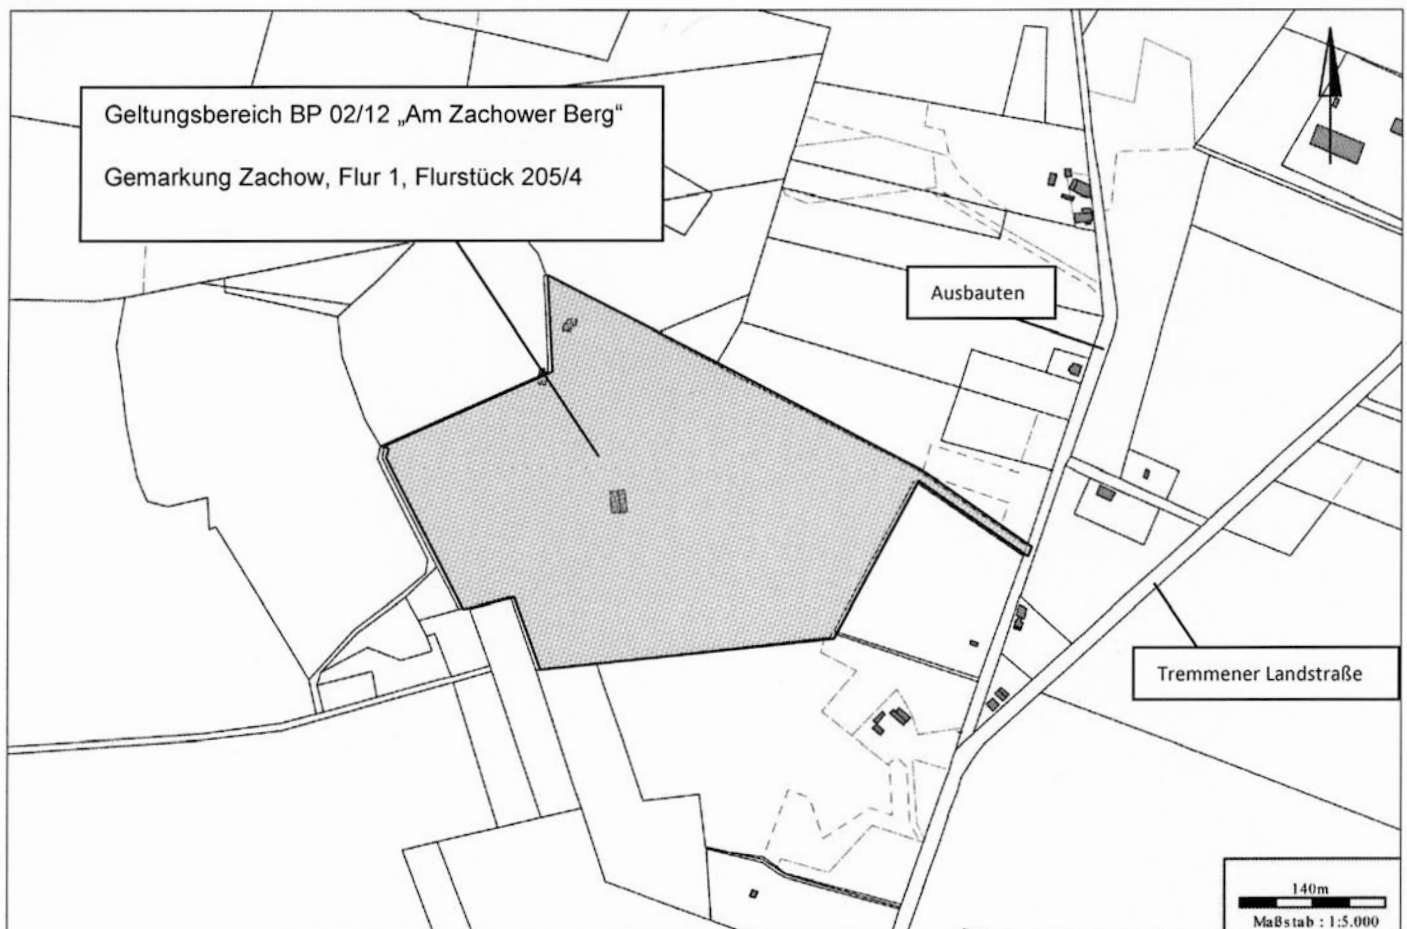 Geltungsbereich BP 02/12 „Am Zachower Berg“
Gemarkung Zachow, Flur 1, Flurstück 205/4
Ausbauten
Tremmener Landstraße
140m
Maßstab : 1:5.000